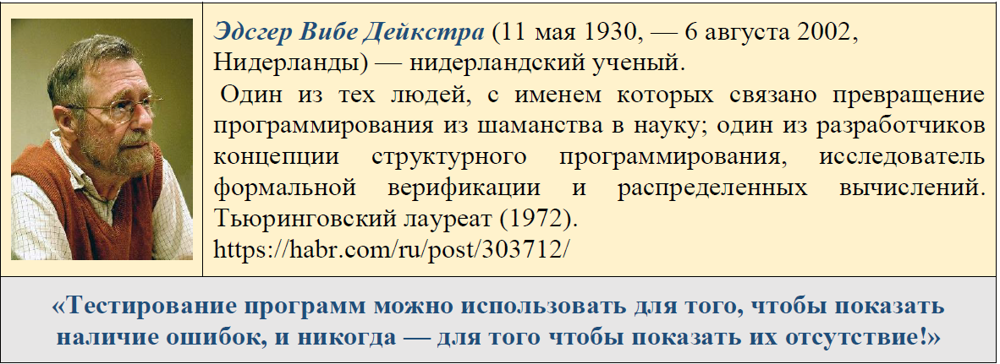 Эдсгер Вибе Дейкстра (11 мая 1930, — 6 августа 2002,
Нидерланды) — нидерландский ученый.
Один из тех людей, с именем которых связано превращение
программирования из шаманства в науку; один из разработчиков
концепции структурного программирования, исследователь
формальной верификации и распределенных вычислений.
Тьюринговский лауреат (1972).
https://habr.com/ru/post/303712/
«Тестирование программ можно использовать для того, чтобы показать
наличие ошибок, и никогда — для того чтобы показать их отсутствие!»